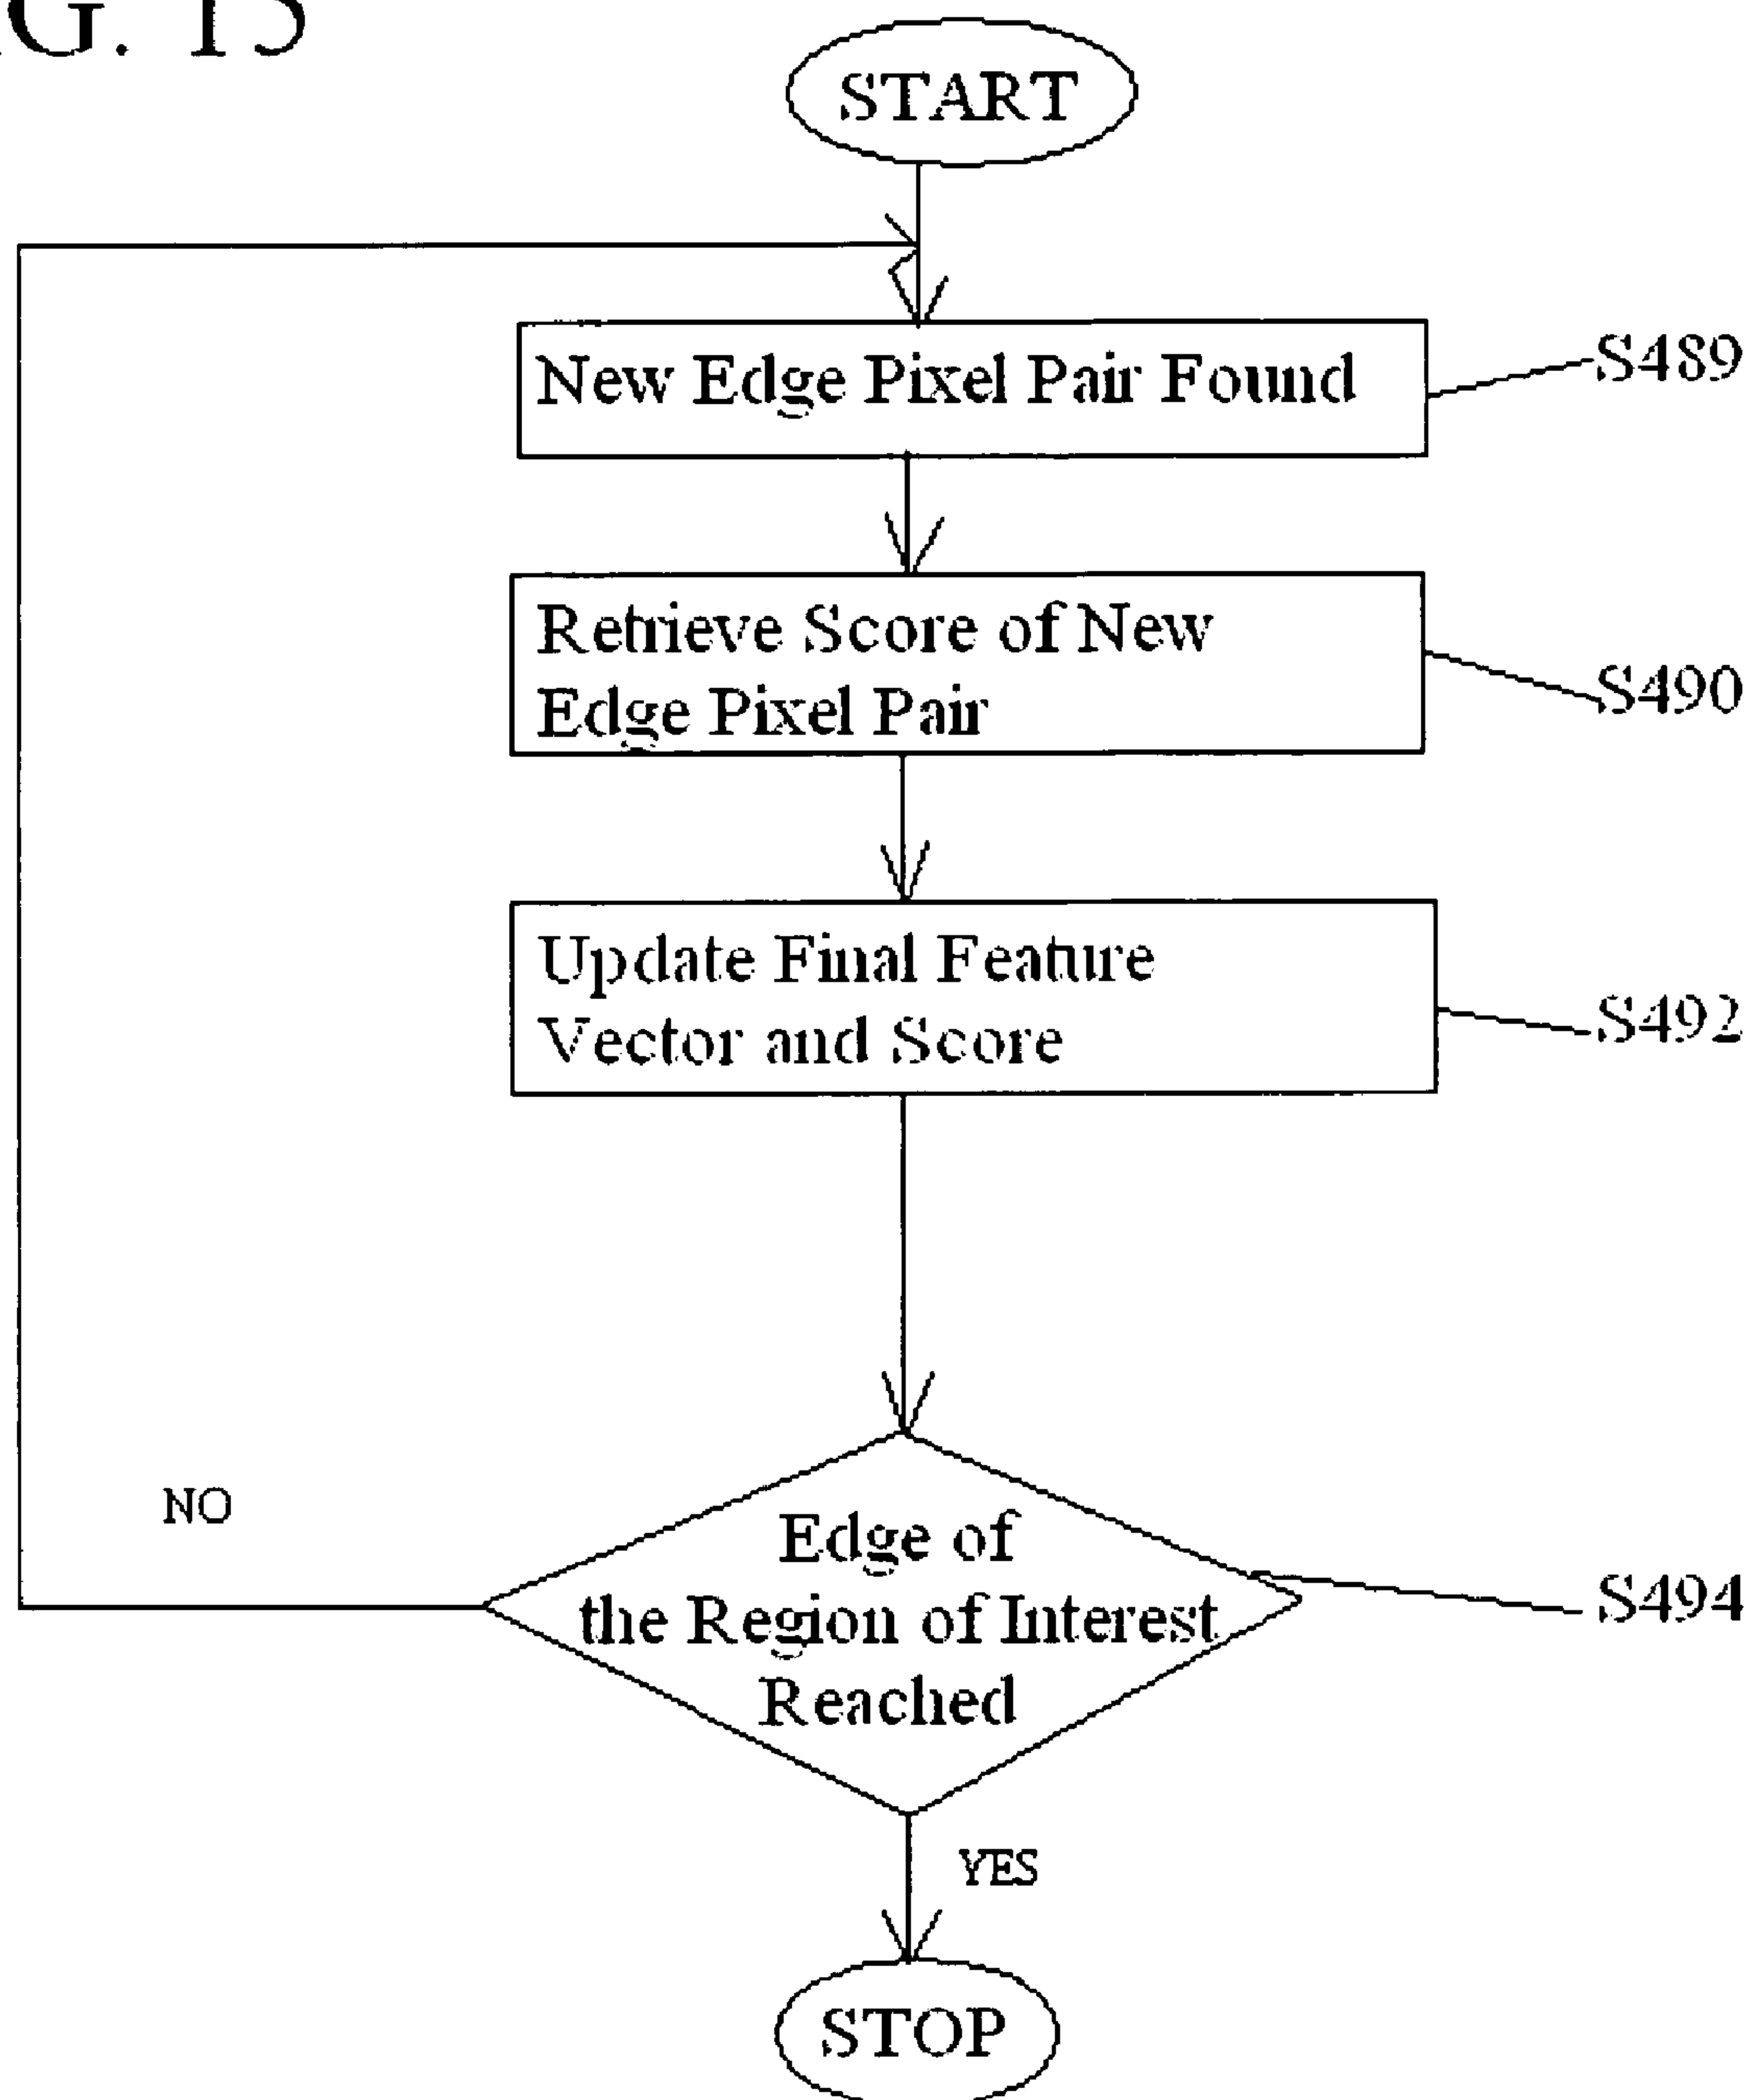 G. 15
START
New Edge Pixel Pair Found
S489
Retrieve Score of New
Edge Pixel Pair
S490
Update Final Feature
Vector and Score
S492
NO
Edge of
the Region of Interest
Reached
S494
YES
STOP